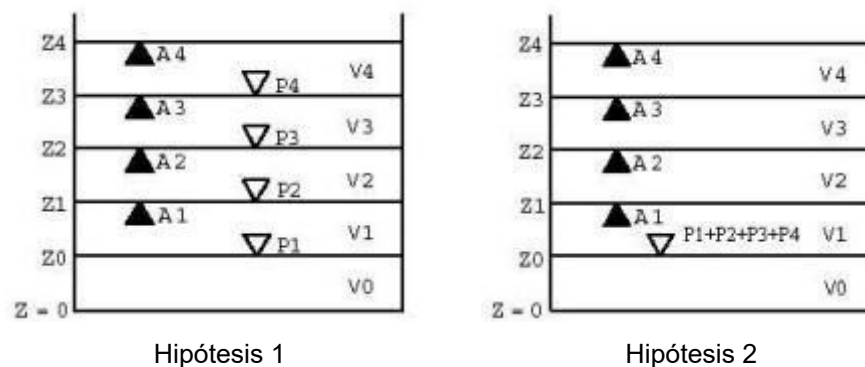 Z4 A4 V4
Z3 P4
A3 V3
Z2 P3
A2 V2
Z1 P2
A1 V1
Z0 P1
V0
Z = 0
Hipótesis 1
Z4 A4 V4
Z3
A3 V3
Z2
A2 V2
Z1
A1
P1+P2+P3+P4 V1
Z0
V0
Z = 0
Hipótesis 2